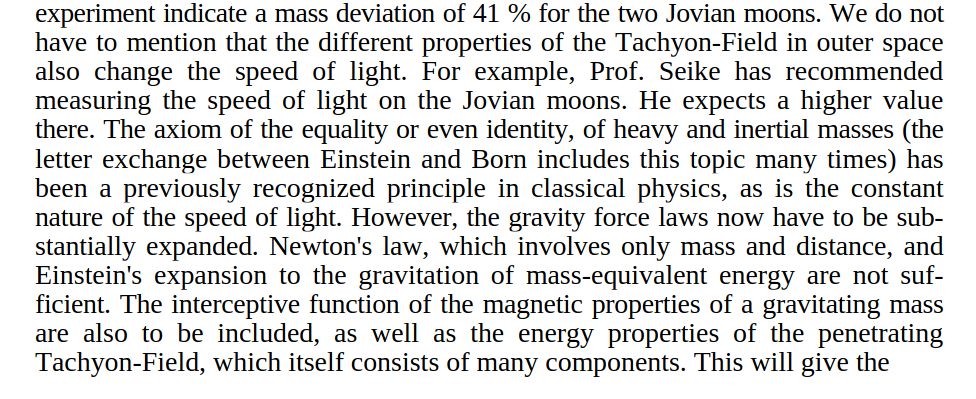 experiment indicate a mass deviation of 41 % for the two Jovian moons. We do not
have to mention that the different properties of the Tachyon-Field in outer space
also change the speed of light. For example, Prof. Seike has recommended
measuring the speed of light on the Jovian moons. He expects a higher value
there. The axiom of the equality or even identity, of heavy and inertial masses (the
letter exchange between Einstein and Born includes this topic many times) has
been a previously recognized principle in classical physics, as is the constant
nature of the speed of light. However, the gravity force laws now have to be sub-
stantially expanded. Newton's law, which involves only mass and distance, and
Einstein's expansion to the gravitation of mass-equivalent energy are not suf-
ficient. The interceptive function of the magnetic properties of a gravitating mass
are also to be included, as well as the energy properties of the penetrating
Tachyon-Field, which itself consists of many components. This will give the